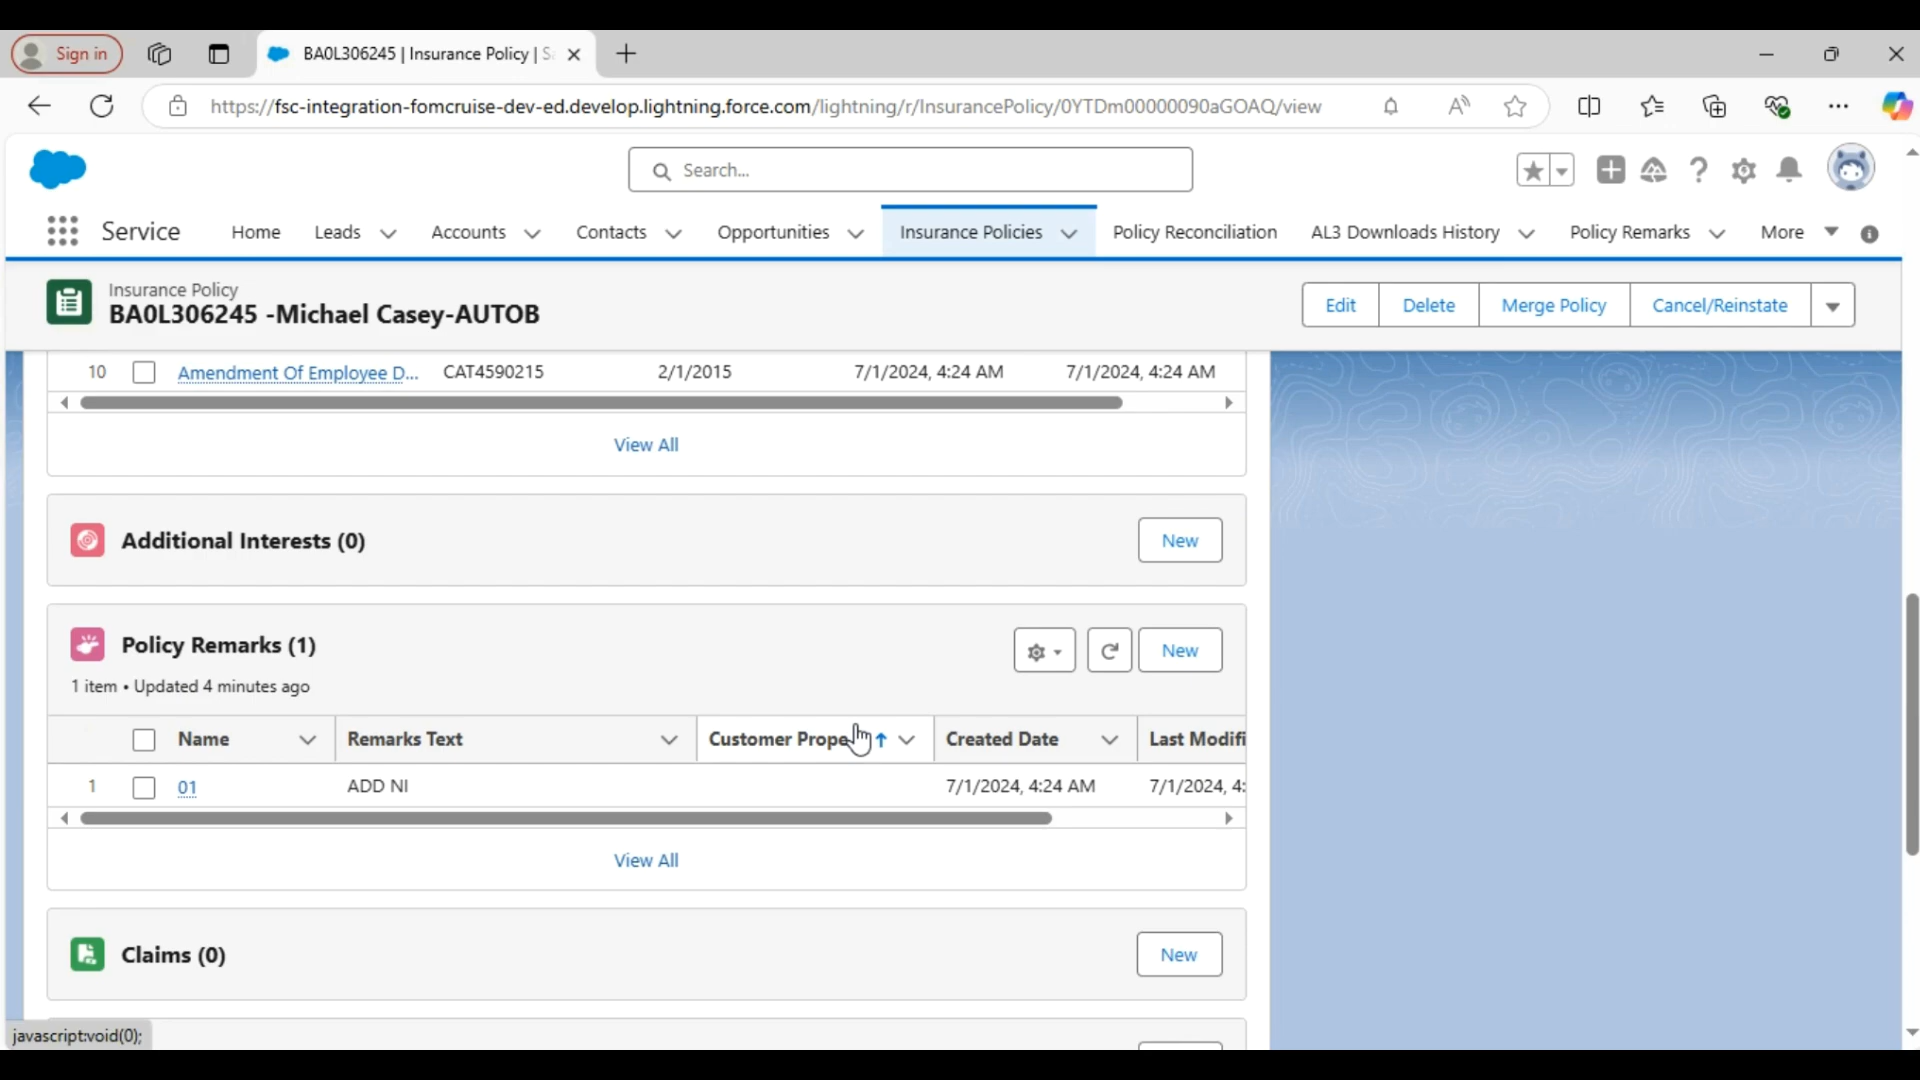 Sign in
BA0L306245 | Insurance Policy | Sa
https://fsc-integration-fomcruise-dev-ed.develop.lightning.force.com/lightning/r/InsurancePolicy/0YTDm00000090aGOAQ/view
Search...
Service Home Leads Accounts Contacts Opportunities Insurance Policies Policy Reconciliation AL3 Downloads History Policy Remarks More
Insurance Policy
BA0L306245 -Michael Casey-AUTOB
Edit Delete Merge Policy Cancel/Reinstate
10 Amendment Of Employee D... CAT4590215 2/1/2015 7/1/2024, 4:24 AM 7/1/2024, 4:24 AM
View All
Additional Interests (0) New
Policy Remarks (1) New
1 item • Updated 4 minutes ago
Name Remarks Text Customer Prope Created Date Last Modifi
1 01 ADD NI 7/1/2024, 4:24 AM 7/1/2024, 4:
View All
Claims (0) New
javascript:void(0);